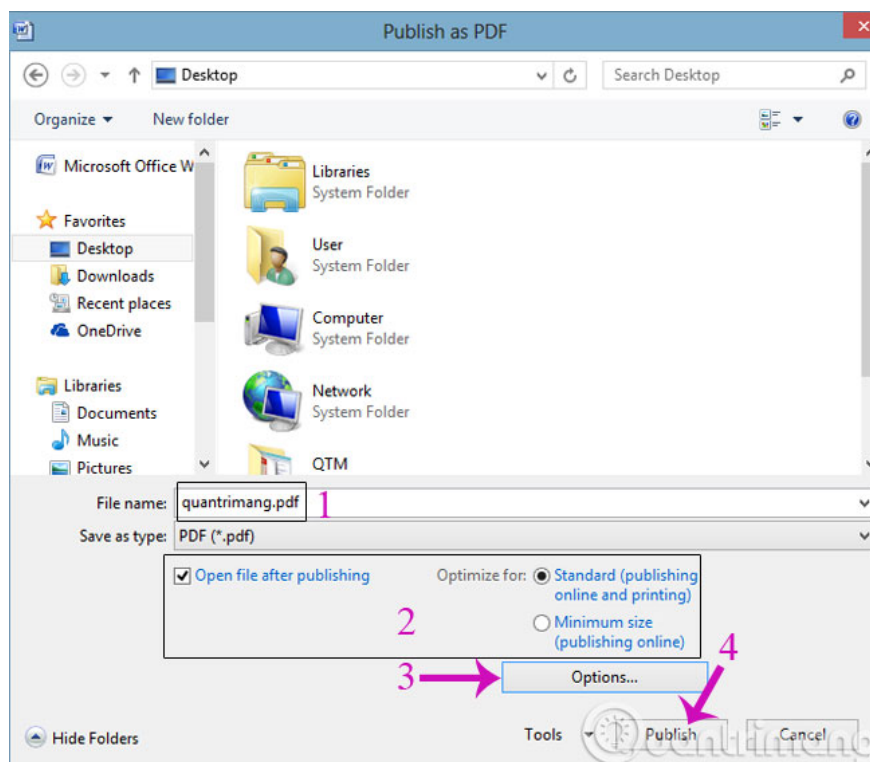 Publish as PDF
Desktop
Search Desktop
Organize
New folder
Microsoft Office W
Favorites
Desktop
Downloads
Recent places
OneDrive
Libraries
Documents
Music
Pictures
Libraries
System Folder
User
System Folder
Computer
System Folder
Network
System Folder
QTM
File name: quantrimang.pdf 1
Save as type: PDF (*.pdf)
Open file after publishing
Optimize for: Standard (publishing
online and printing)
Minimum size
(publishing online)
2
3
Options...
4
Hide Folders
Tools
Publish
Cancel
Quantrimang